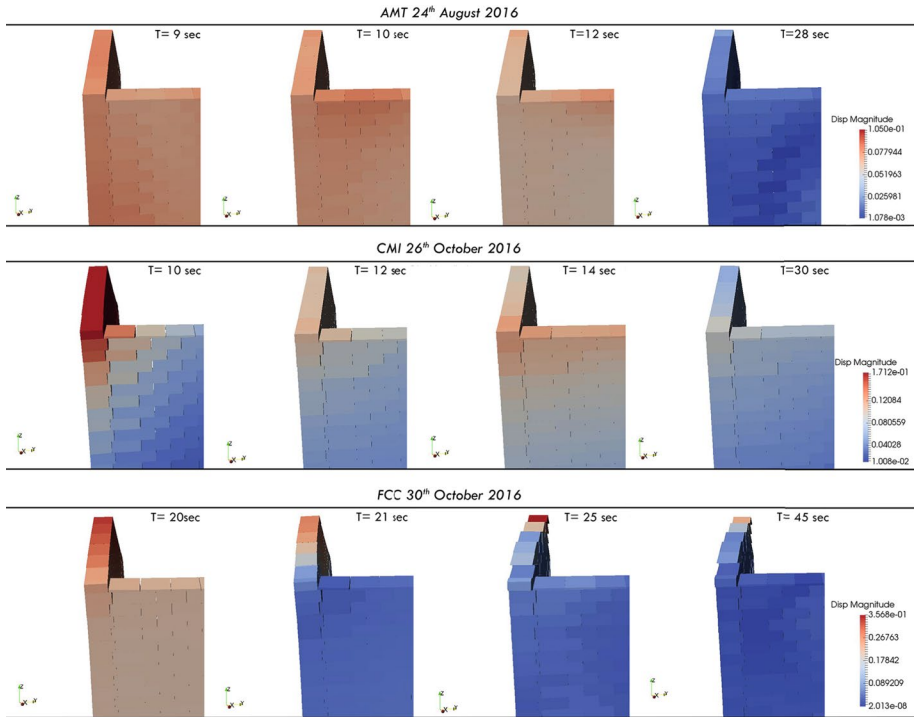 AMT 24th August 2016
T= 9 sec
T= 10 sec
T=12 sec
T=28 sec
Disp Magnitude
1.050e-01
0.077944
0.051963
0.025981
1.078e-03
Z
X
Y
Z
X
Y
Z
X
Y
Z
X
Y
CMI 26th October 2016
T= 10 sec
T= 12 sec
T= 14 sec
T=30 sec
Disp Magnitude
1.712e-01
0.12084
0.080559
0.04028
1.008e-02
Z
X
Y
Z
X
Y
Z
X
Y
Z
X
Y
FCC 30th October 2016
T= 20sec
T= 21 sec
T= 25 sec
T= 45 sec
Disp Magnitude
3.568e-01
0.26763
0.17842
0.089209
2.013e-08
Z
X
Y
Z
X
Y
Z
X
Y
Z
X
Y